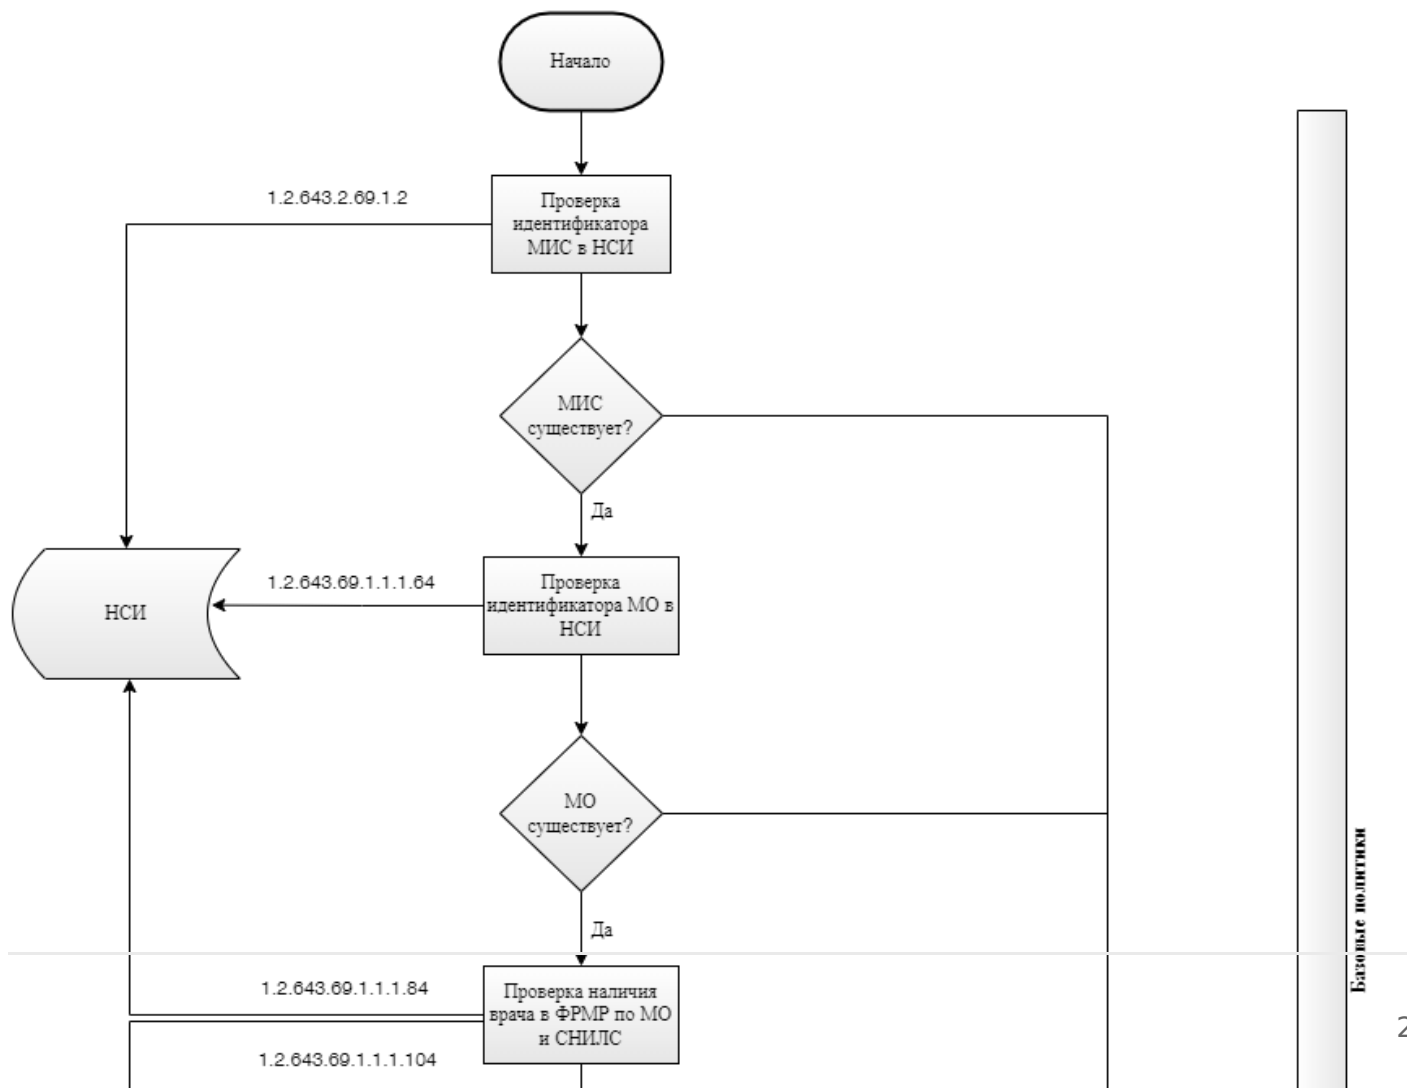 Начало
1.2.643.2.69.1.2
Проверка
идентификатора
МИС в НСИ
МИС
существует?
Да
1.2.643.69.1.1.1.64
Проверка
идентификатора МО в
НСИ
НСИ
МО
существует?
Да
Базовые политики
1.2.643.69.1.1.1.84
Проверка наличия
врача в ФРМР по МО
и СНИЛС
1.2.643.69.1.1.1.104
2